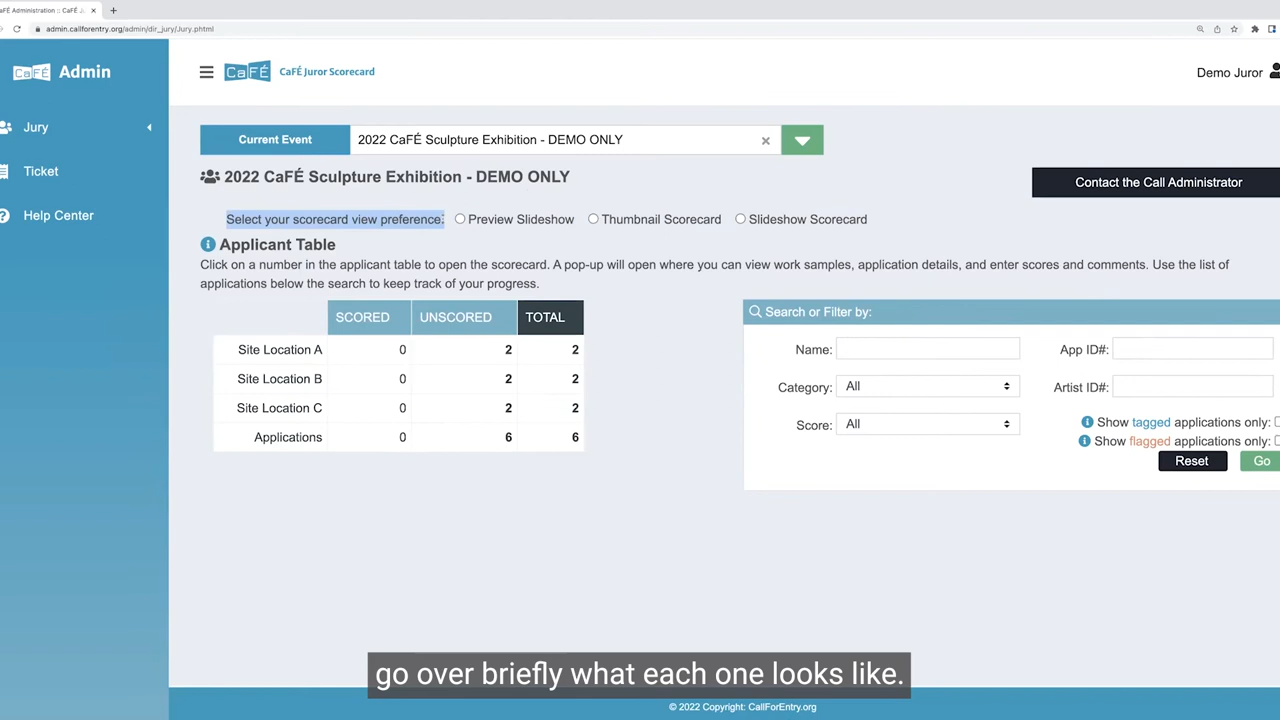 aFÉ Administration :: CaFÉ J
admin.callforentry.org/admin/dir_jury/Jury.phtml
CaFÉ Admin
CaFÉ CaFÉ Juror Scorecard
Demo Juror
Jury
Ticket
Help Center
Current Event 2022 CaFÉ Sculpture Exhibition - DEMO ONLY
2022 CaFÉ Sculpture Exhibition - DEMO ONLY
Contact the Call Administrator
Select your scorecard view preference: Preview Slideshow Thumbnail Scorecard Slideshow Scorecard
Applicant Table
Click on a number in the applicant table to open the scorecard. A pop-up will open where you can view work samples, application details, and enter scores and comments. Use the list of
applications below the search to keep track of your progress.
SCORED UNSCORED TOTAL
Site Location A 0 2 2
Site Location B 0 2 2
Site Location C 0 2 2
Applications 0 6 6
Search or Filter by:
Name: App ID#:
Category: All Artist ID#:
Score: All
Show tagged applications only:
Show flagged applications only:
Reset Go
go over briefly what each one looks like.
© 2022 Copyright: CallForEntry.org